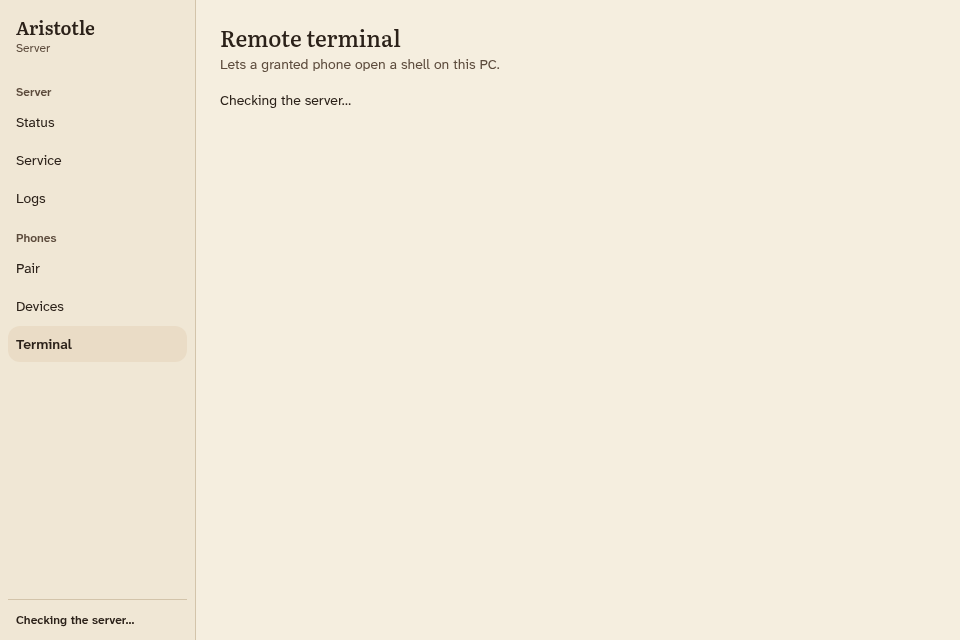 Aristotle
Server
Server
Status
Service
Logs
Phones
Pair
Devices
Terminal
Checking the server...
Remote terminal
Lets a granted phone open a shell on this PC.
Checking the server...